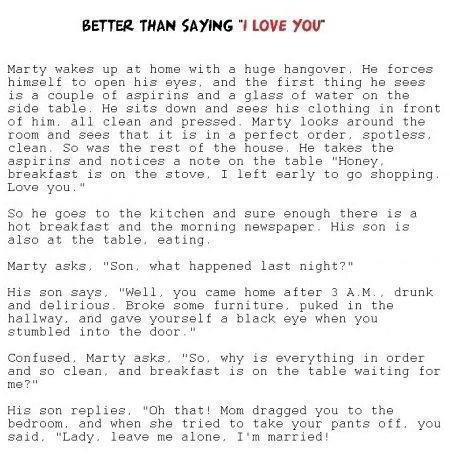 BETTER THAN SAYING "I LOVE YOU"
Marty wakes up at home with a huge hangover. He forces
himself to open his eyes, and the first thing he sees
is a couple of aspirins and a glass of water on the
side table. He sits down and sees his clothing in front
of him, all clean and pressed. Marty looks around the
room and sees that it is in a perfect order, spotless,
clean. So was the rest of the house. He takes the
aspirins and notices a note on the table "Honey,
breakfast is on the stove, I left early to go shopping.
Love you."
So he goes to the kitchen and sure enough there is a
hot breakfast and the morning newspaper. His son is
also at the table, eating.
Marty asks, "Son, what happened last night?"
His son says, "Well, you came home after 3 A.M., drunk
and delirious. Broke some furniture, puked in the
hallway, and gave yourself a black eye when you
stumbled into the door."
Confused, Marty asks, "So, why is everything in order
and so clean, and breakfast is on the table waiting for
me?"
His son replies, "Oh that! Mom dragged you to the
bedroom, and when she tried to take your pants off, you
said, "Lady, leave me alone, I'm married!